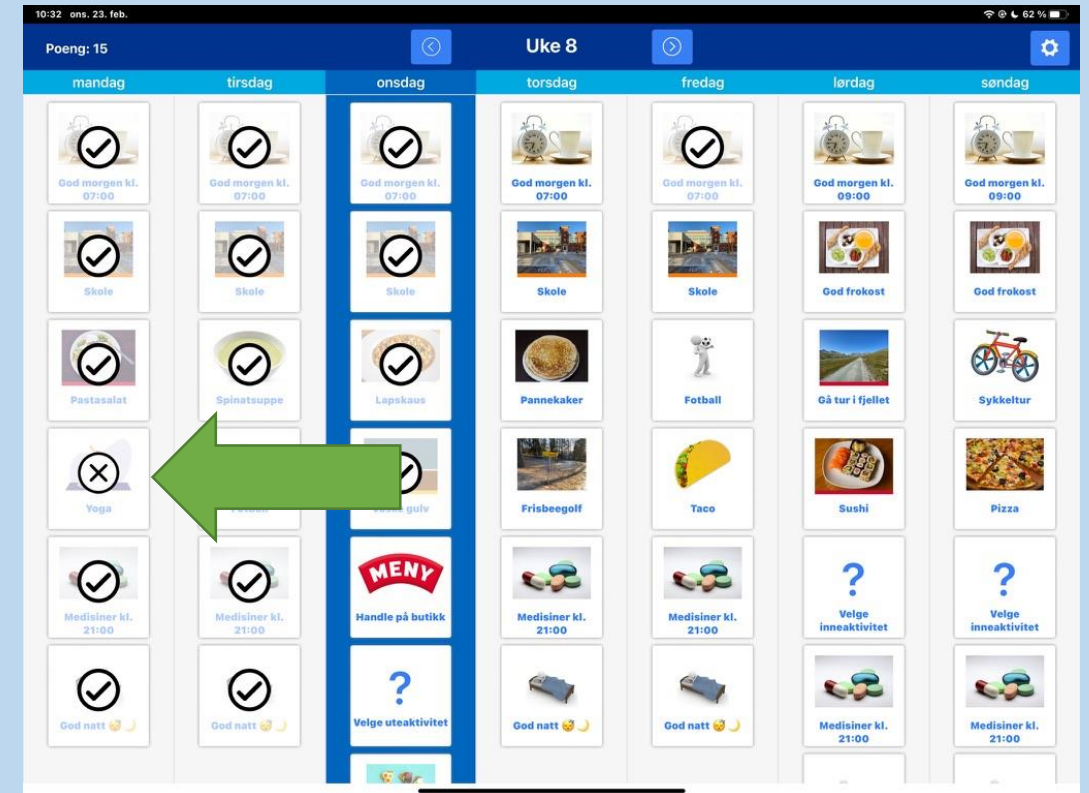 10:32 ons. 23. feb.
62 %
Poeng: 15
Uke 8
mandag tirsdag onsdag torsdag fredag lørdag søndag
God morgen kl. 07:00
God morgen kl. 07:00
God morgen kl. 07:00
God morgen kl. 07:00
God morgen kl. 07:00
God morgen kl. 09:00
God morgen kl. 09:00
Skole
Skole
Skole
Skole
Skole
God frokost
God frokost
Pastasalat
Spinatsuppe
Lapskaus
Pannekaker
Fotball
Gå tur i fjellet
Sykkeltur
Yoga
gulv
Frisbeegolf
Taco
Sushi
Pizza
Medisiner kl. 21:00
Medisiner kl. 21:00
MENY
Handle på butikk
Medisiner kl. 21:00
Medisiner kl. 21:00
?
Velge inneaktivitet
?
Velge inneaktivitet
God natt 😴🌙
God natt 😴🌙
?
Velge uteaktivitet
God natt 😴🌙
God natt 😴🌙
Medisiner kl. 21:00
Medisiner kl. 21:00